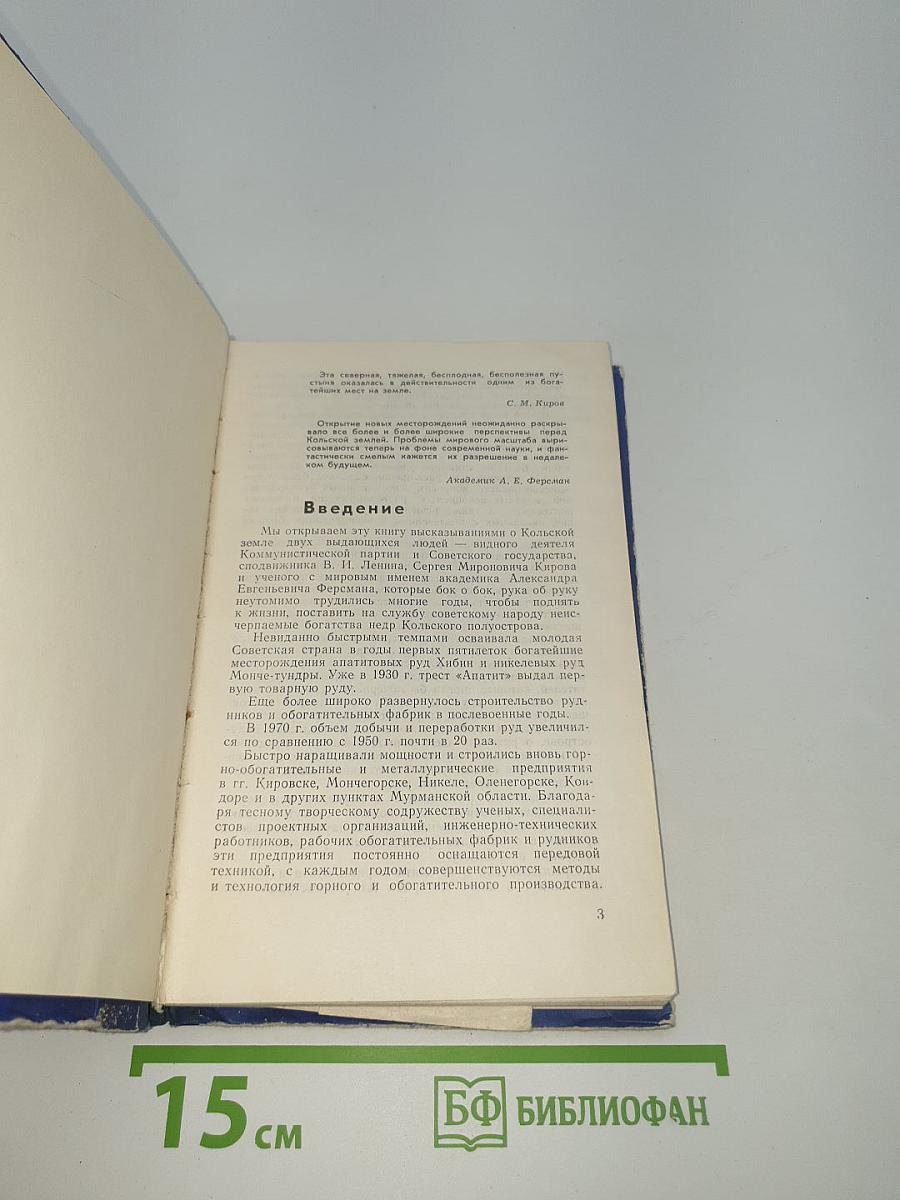 Эта северная, тяжелая, бесплодная, бесполезная пу-
стыня оказалась в действительности одним из бога-
тейших мест на земле.
С. М. Киров
Открытие новых месторождений неожиданно раскры-
вало все более и более широкие перспективы перед
Кольской землей. Проблемы мирового масштаба вырисо-
совываются теперь на фоне современной науки, и фан-
тастически смелым кажется их разрешение в недале-
ком будущем.
Академик А. Е. Ферсман
Введение
Мы открываем эту книгу высказываниями о Кольской
земле двух выдающихся людей — видного деятеля
Коммунистической партии и Советского государства,
сподвижника В. И. Ленина, Сергея Мироновича Кирова
и ученого с мировым именем академика Александра
Евгеньевича Ферсмана, которые бок о бок, рука об руку
неутомимо трудились многие годы, чтобы поднять
к жизни, поставить на службу советскому народу неис-
черпаемые богатства недр Кольского полуострова.
Невиданно быстрыми темпами осваивала молодая
Советская страна в годы первых пятилеток богатейшие
месторождения апатитовых руд Хибин и никелевых руд
Монче-тундры. Уже в 1930 г. трест «Апатит» выдал пер-
вую товарную руду.
Еще более широко развернулось строительство руд-
ников и обогатительных фабрик в послевоенные годы.
В 1970 г. объем добычи и переработки руд увеличил-
ся по сравнению с 1950 г. почти в 20 раз.
Быстро наращивали мощности и строились вновь гор-
но-обогатительные и металлургические предприятия
в гг. Кировске, Мончегорске, Никеле, Оленегорске, Ков-
доре и в других пунктах Мурманской области. Благода-
ря тесному творческому содружеству ученых, специали-
стов проектных организаций, инженерно-технических
работников, рабочих обогатительных фабрик и рудников
эти предприятия постоянно оснащаются передовой
техникой, с каждым годом совершенствуются методы
и технология горного и обогатительного производства.
3
15 см
БФ БИБЛИОФАН